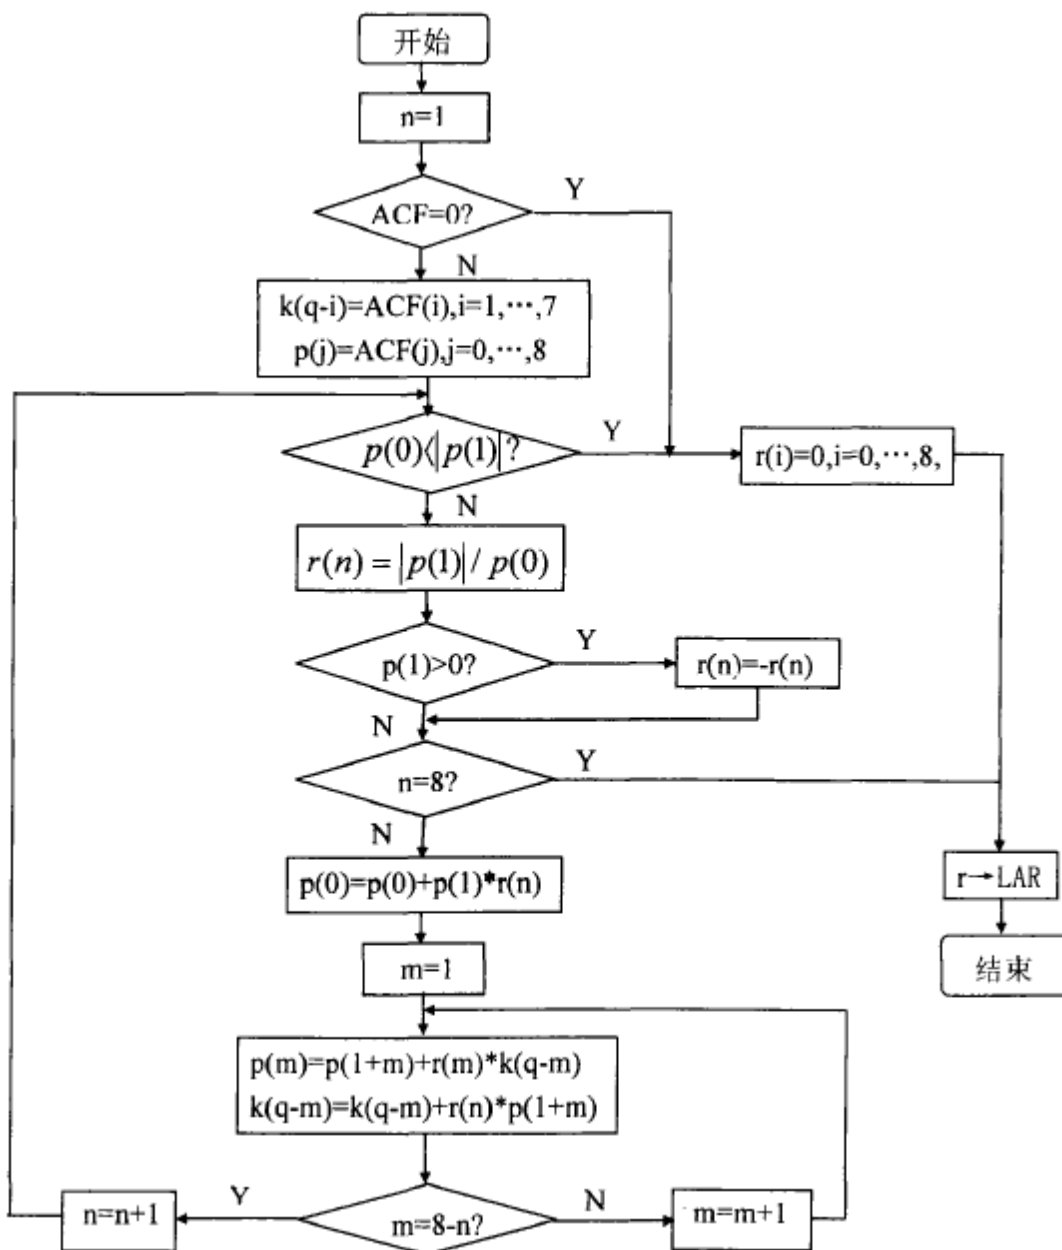 开始
n=1
ACF=0?
Y
N
k(q-i)=ACF(i),i=1,⋯,7
p(j)=ACF(j),j=0,⋯,8
p(0)<|p(1)|?
Y
r(i)=0,i=0,⋯,8,
N
r(n)=|p(1)|/p(0)
p(1)>0?
Y
r(n)=-r(n)
N
n=8?
Y
N
p(0)=p(0)+p(1)*r(n)
r→LAR
m=1
结束
p(m)=p(1+m)+r(m)*k(q-m)
k(q-m)=k(q-m)+r(n)*p(1+m)
n=n+1
Y
m=8-n?
N
m=m+1